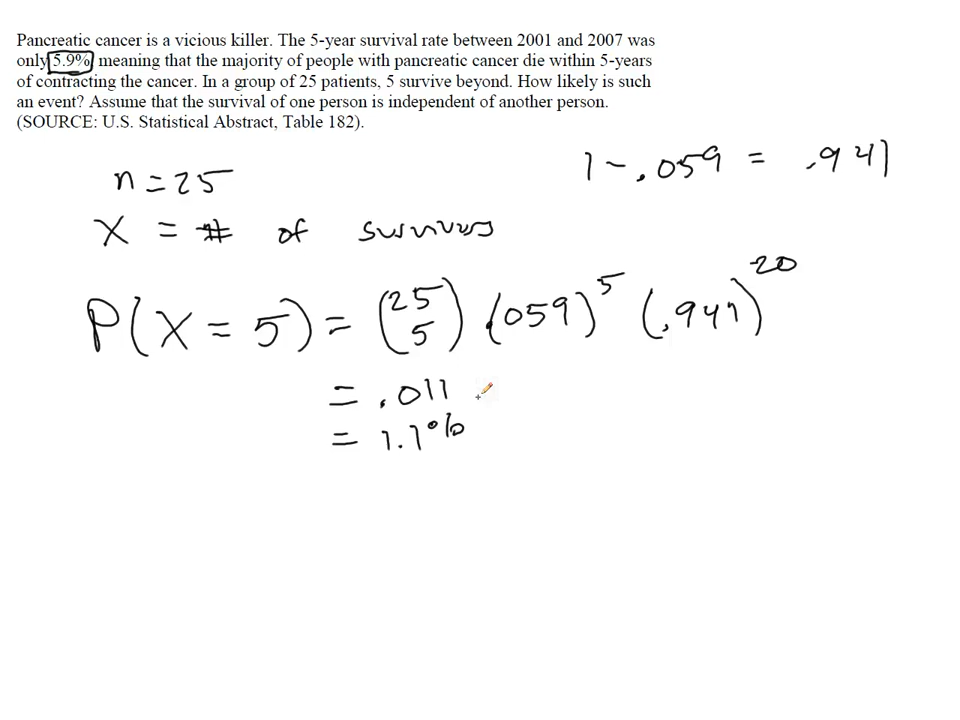 Pancreatic cancer is a vicious killer. The 5-year survival rate between 2001 and 2007 was
only 5.9% meaning that the majority of people with pancreatic cancer die within 5-years
of contracting the cancer. In a group of 25 patients, 5 survive beyond. How likely is such
an event? Assume that the survival of one person is independent of another person.
(SOURCE: U.S. Statistical Abstract, Table 182).
1 - .059 = .941
n = 25
X = # of survivors
P(X = 5) = (25 5) (.059)^5 (.941)^20
= .011
= 1.1%